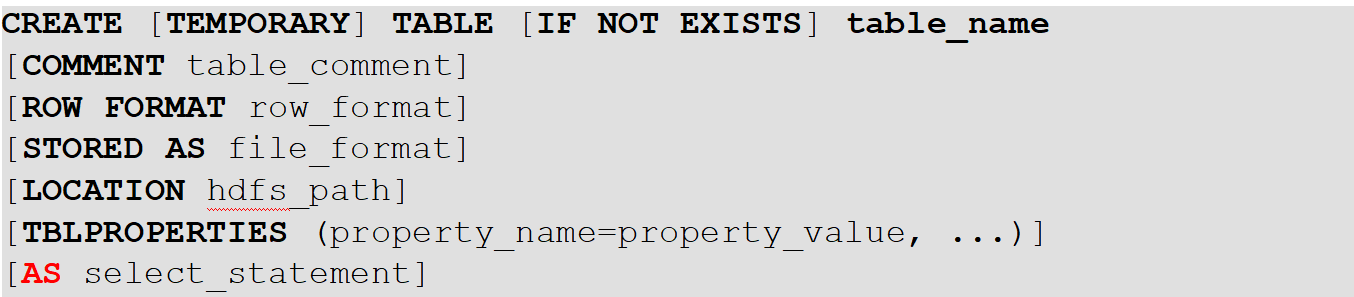 CREATE [TEMPORARY] TABLE [IF NOT EXISTS] table_name
[COMMENT table_comment]
[ROW FORMAT row_format]
[STORED AS file_format]
[LOCATION hdfs_path]
[TBLPROPERTIES (property_name=property_value, ...)]
[AS select_statement]